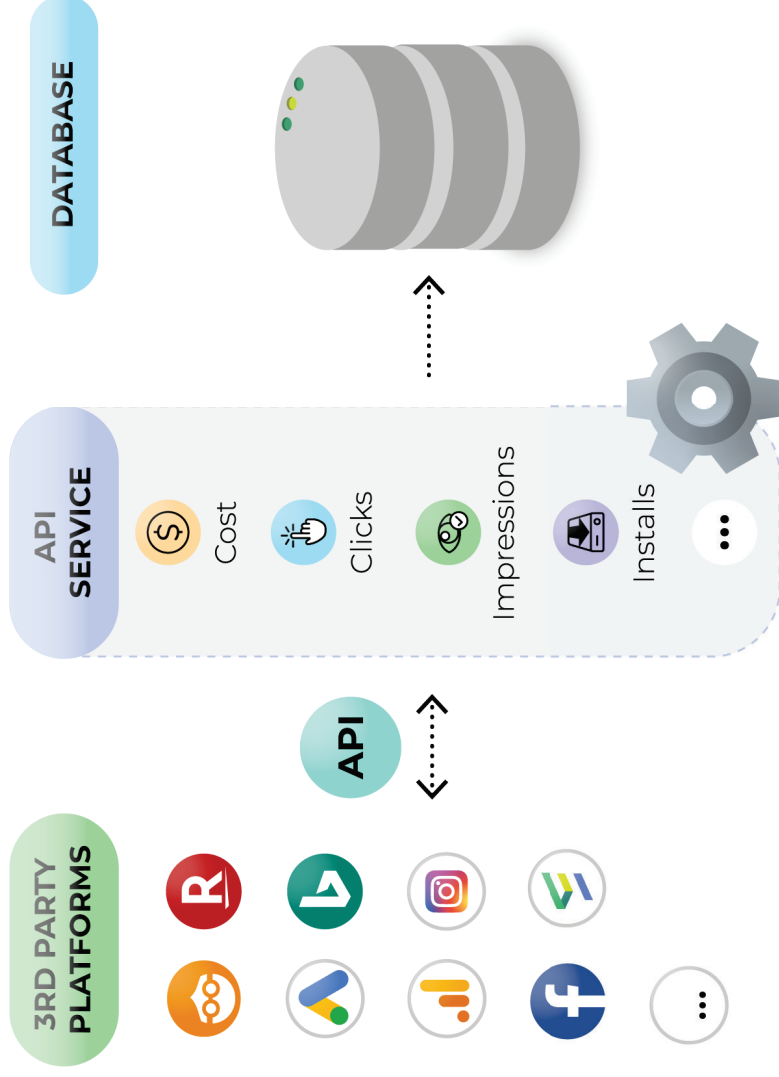 3RD PARTY
PLATFORMS
API
API
SERVICE
Cost
Clicks
Impressions
Installs
DATABASE